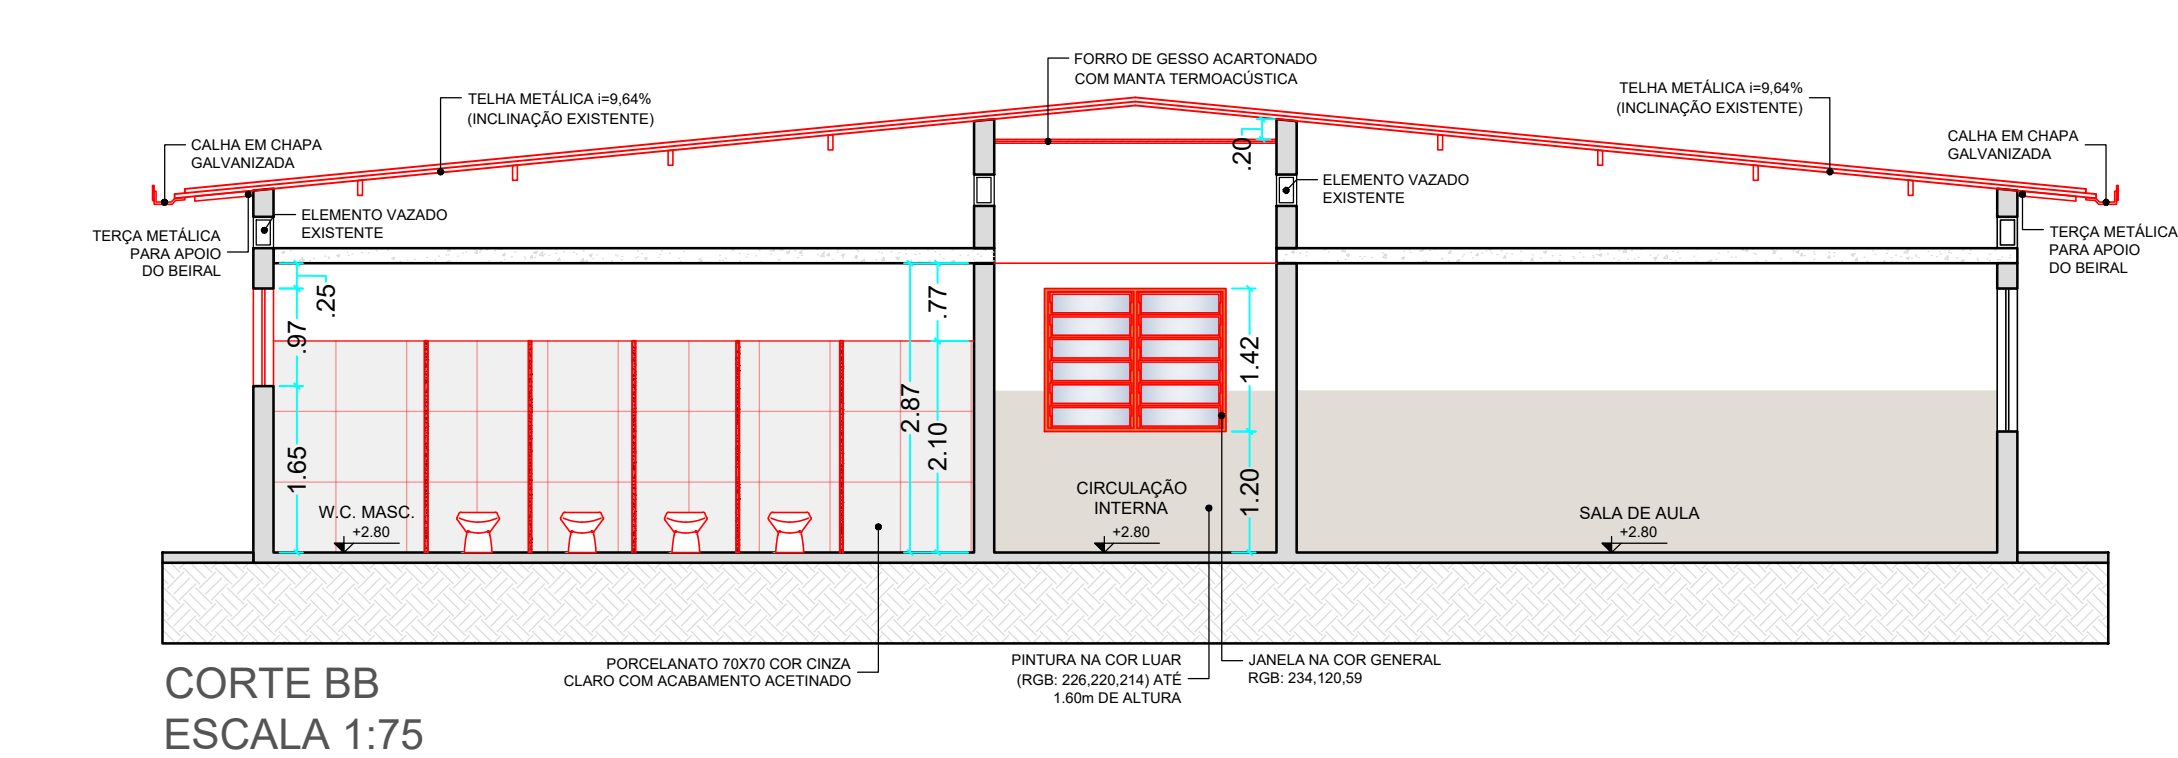 FORRO DE GESSO ACARTONADO
COM MANTA TERMOACÚSTICA
TELHA METÁLICA i=9,64%
(INCLINAÇÃO EXISTENTE)
TELHA METÁLICA i=9,64%
(INCLINAÇÃO EXISTENTE)
CALHA EM CHAPA
GALVANIZADA
CALHA EM CHAPA
GALVANIZADA
.20
ELEMENTO VAZADO
EXISTENTE
ELEMENTO VAZADO
EXISTENTE
TERÇA METÁLICA
PARA APOIO
DO BEIRAL
TERÇA METÁLICA
PARA APOIO
DO BEIRAL
.25
.97
1.65
.77
2.87
2.10
1.42
1.20
W.C. MASC.
+2.80
CIRCULAÇÃO
INTERNA
+2.80
SALA DE AULA
+2.80
PORCELANATO 70X70 COR CINZA
CLARO COM ACABAMENTO ACETINADO
PINTURA NA COR LUAR
(RGB: 226,220,214) ATÉ
1.60m DE ALTURA
JANELA NA COR GENERAL
RGB: 234,120,59
CORTE BB
ESCALA 1:75